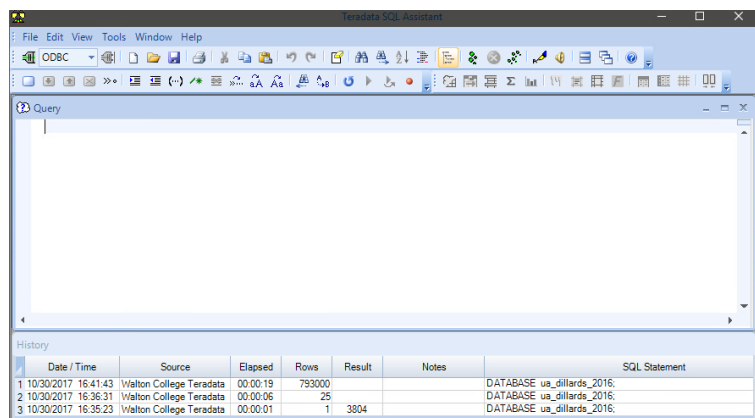 Teradata SQL Assistant
File Edit View Tools Window Help
ODBC
Query
History
Date / Time Source Elapsed Rows Result Notes SQL Statement
1 10/30/2017 16:41:43 Walton College Teradata 00:00:19 793000 DATABASE ua_dillards_2016;
2 10/30/2017 16:36:31 Walton College Teradata 00:00:06 25 DATABASE ua_dillards_2016;
3 10/30/2017 16:35:23 Walton College Teradata 00:00:01 1 3804 DATABASE ua_dillards_2016;